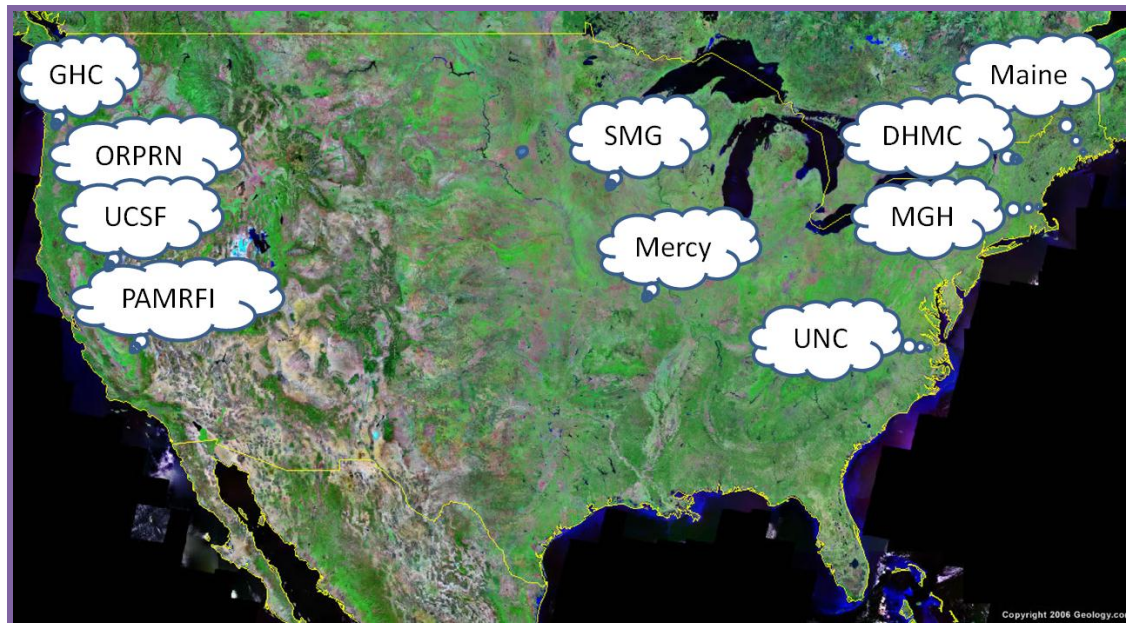 GHC
ORPRN
UCSF
PAMRFI
SMG
Mercy
Maine
DHMC
MGH
UNC
Copyright 2006 Geology.com